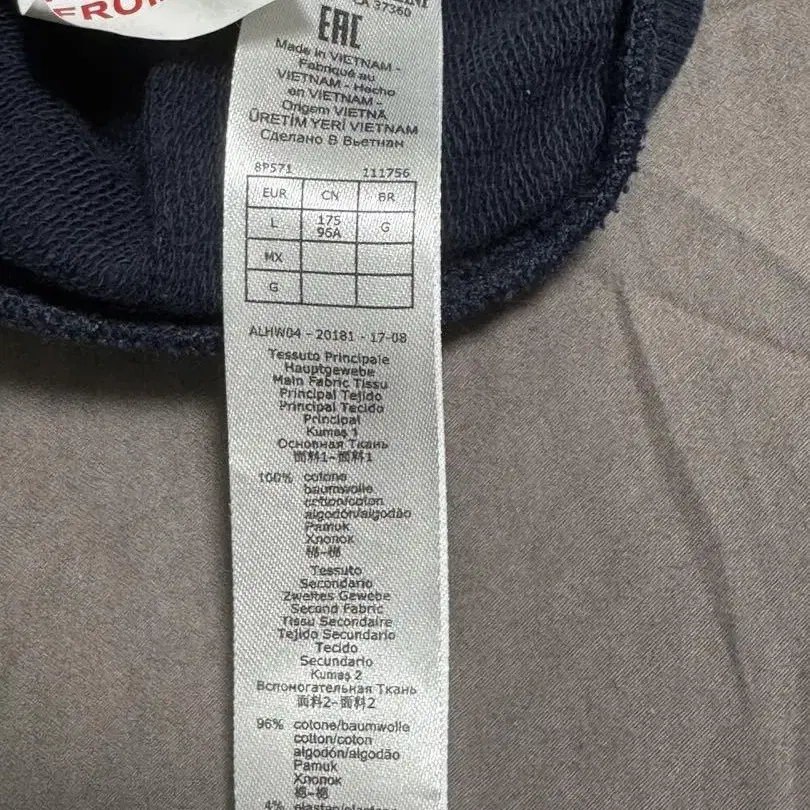 FROM
CA 37360
EAC
Made in VIETNAM -
Fabriqué au
VIETNAM - Hecho
en VIETNAM -
Origem VIETNÃ
ÜRETİM YERİ VIETNAM
Сделано В Вьетнам
8P571 111756
EUR CN BR
L 175 96A G
MX
G
ALHW04 - 20181 - 17-08
Tessuto Principale
Hauptgewebe
Main Fabric Tissu
Principal Tejido
Principal Tecido
Principal
Kumaş 1
Основная Ткань
面料1-面料1
100% cotone
baumwolle
cotton/coton
algodón/algodão
Pamuk
Хлопок
棉-棉
Tessuto
Secondario
Zweites Gewebe
Second Fabric
Tissu Secondaire
Tejido Secundario
Tecido
Secundario
Kumaş 2
Вспомогательная Ткань
面料2-面料2
96% cotone/baumwolle
cotton/coton
algodón/algodão
Pamuk
Хлопок
棉-棉
4%